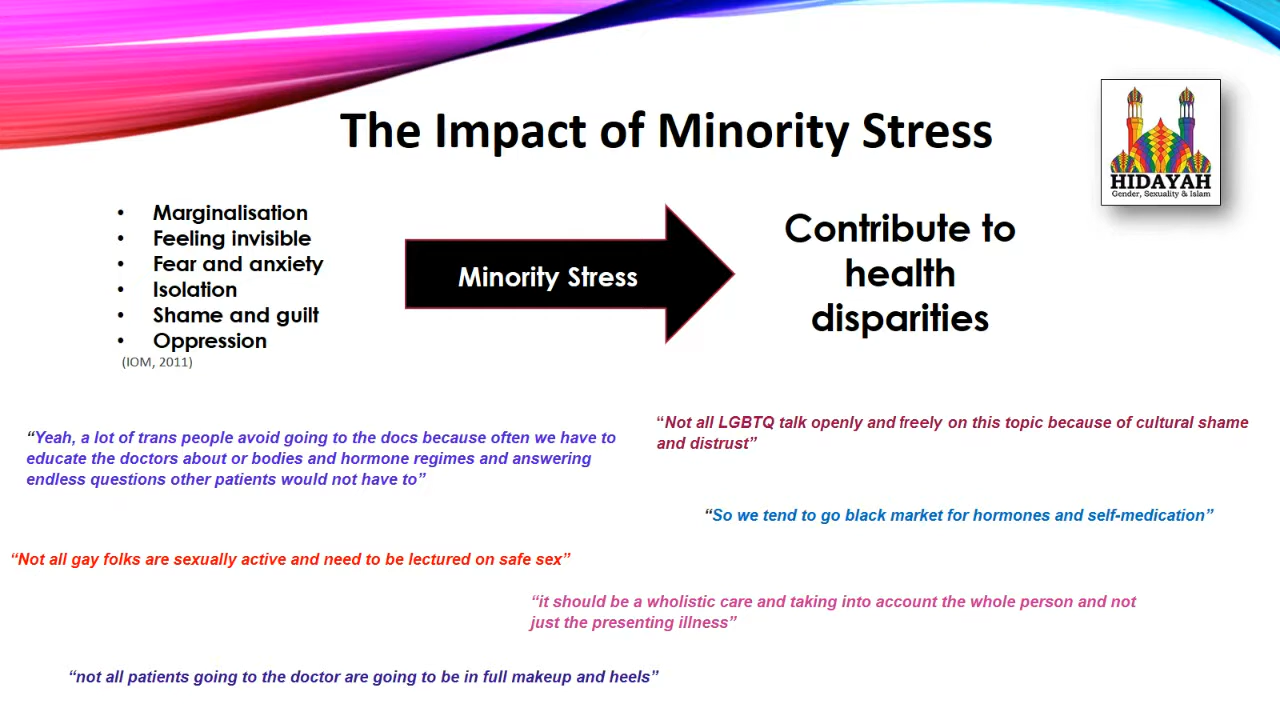 The Impact of Minority Stress
HIDAYAH
Gender, Sexuality & Islam
• Marginalisation
• Feeling invisible
• Fear and anxiety
• Isolation
• Shame and guilt
• Oppression
(IOM, 2011)
Minority Stress
Contribute to
health
disparities
“Yeah, a lot of trans people avoid going to the docs because often we have to
educate the doctors about or bodies and hormone regimes and answering
endless questions other patients would not have to”
“Not all LGBTQ talk openly and freely on this topic because of cultural shame
and distrust”
“So we tend to go black market for hormones and self-medication”
“Not all gay folks are sexually active and need to be lectured on safe sex”
“it should be a wholistic care and taking into account the whole person and not
just the presenting illness”
“not all patients going to the doctor are going to be in full makeup and heels”